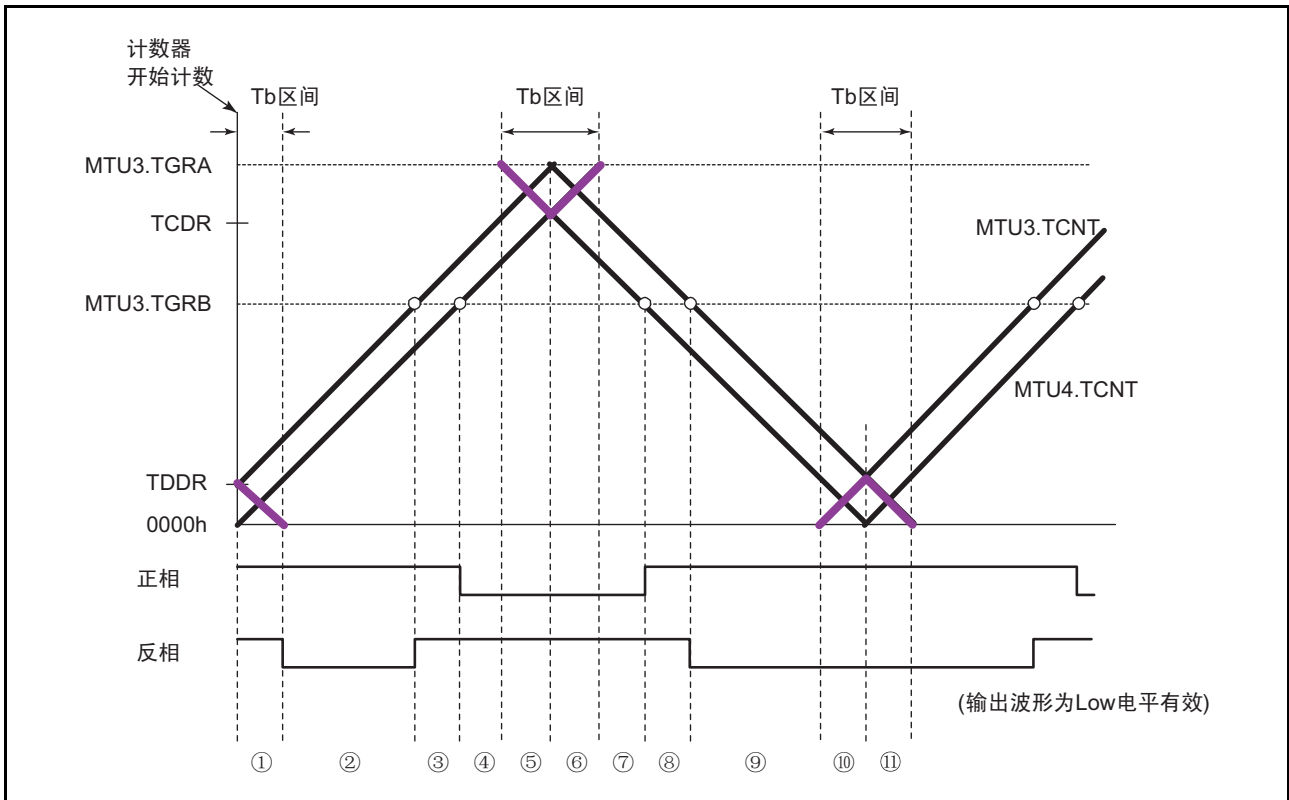 计数器
开始计数
Tb区间
Tb区间
Tb区间
MTU3.TGRA
TCDR
MTU3.TCNT
MTU3.TGRB
MTU4.TCNT
TDDR
0000h
正相
反相
(输出波形为Low电平有效)
① ② ③ ④ ⑤ ⑥ ⑦ ⑧ ⑨ ⑩ ⑪